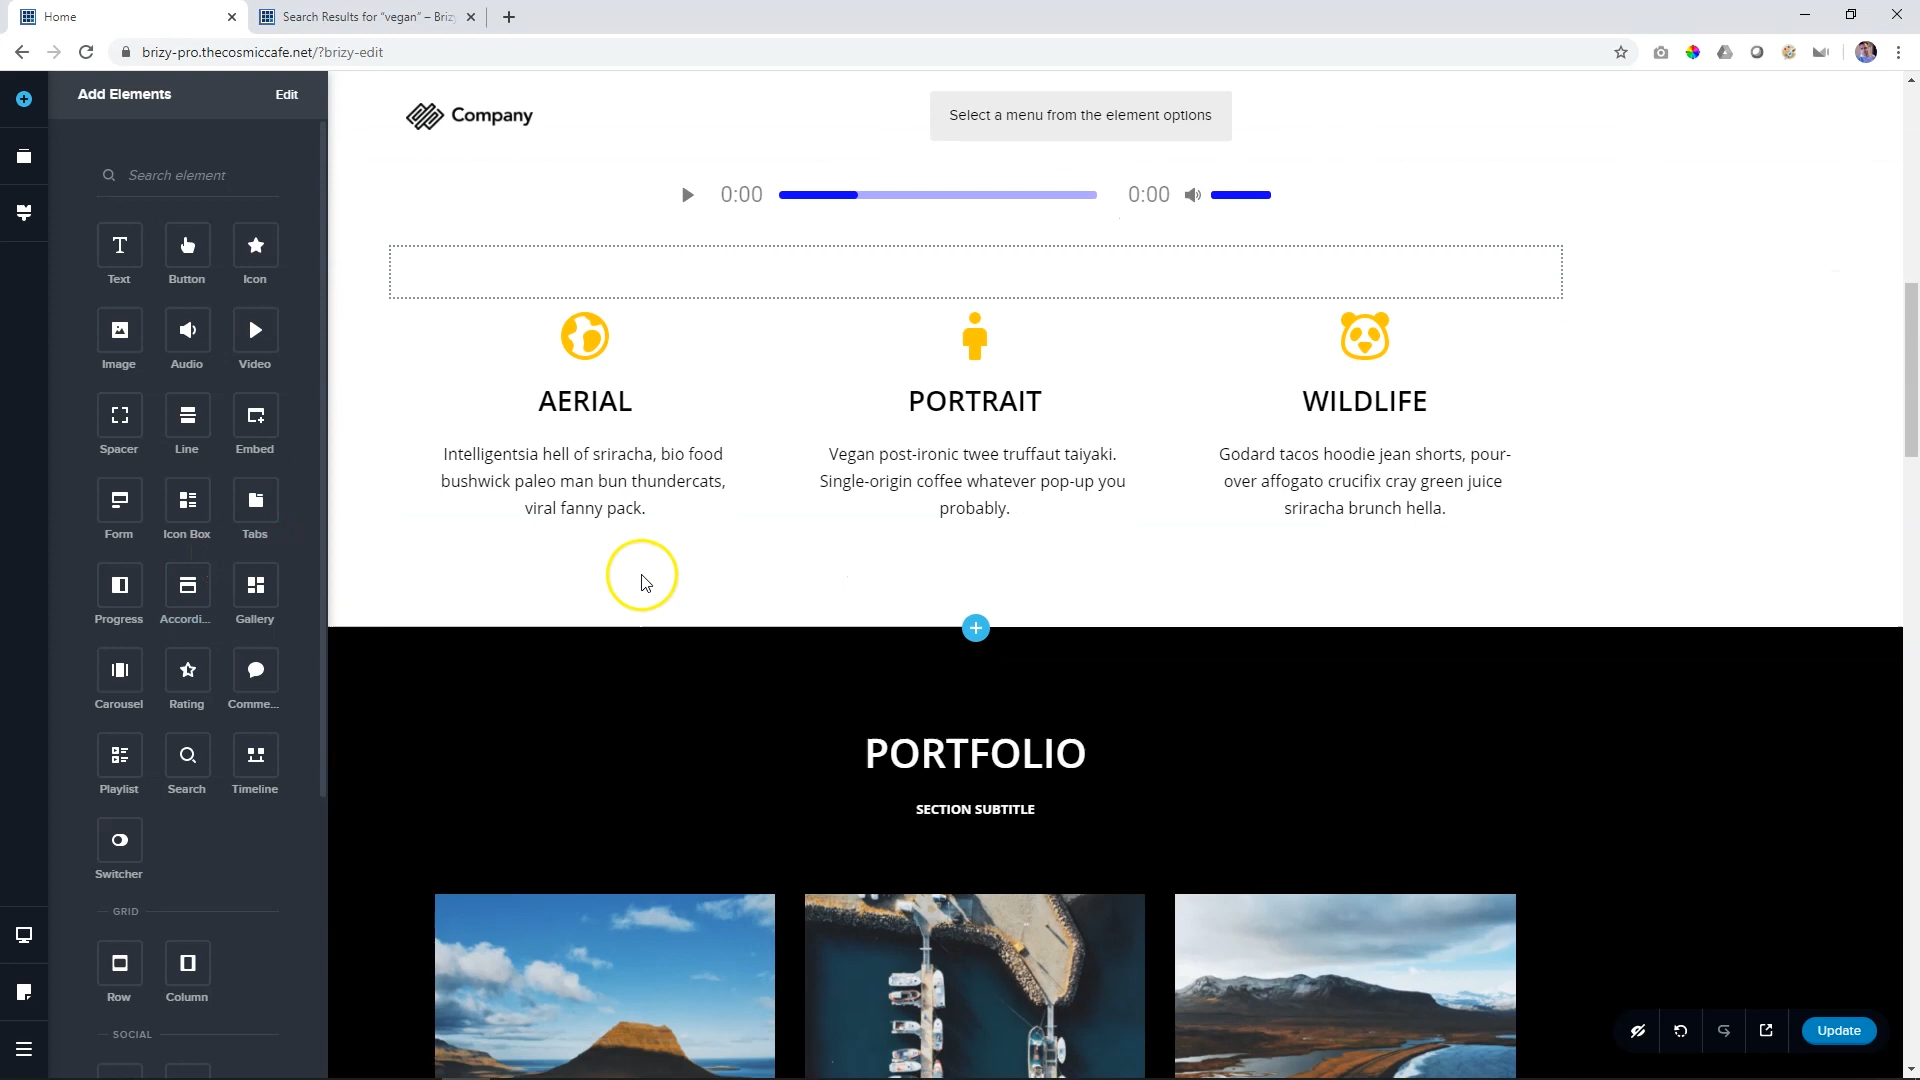 Home
Search Results for “vegan” – Briz
brizy-pro.thecosmiccafe.net/?brizy-edit
Add Elements
Edit
Search element
Text
Button
Icon
Image
Audio
Video
Spacer
Line
Embed
Form
Icon Box
Tabs
Progress
Accordi...
Gallery
Carousel
Rating
Comme...
Playlist
Search
Timeline
Switcher
GRID
Row
Column
SOCIAL
Company
Select a menu from the element options
0:00
0:00
AERIAL
Intelligentsia hell of sriracha, bio food
bushwick paleo man bun thundercats,
viral fanny pack.
PORTRAIT
Vegan post-ironic twee truffaut taiyaki.
Single-origin coffee whatever pop-up you
probably.
WILDLIFE
Godard tacos hoodie jean shorts, pour-
over affogato crucifix cray green juice
sriracha brunch hella.
PORTFOLIO
SECTION SUBTITLE
Update